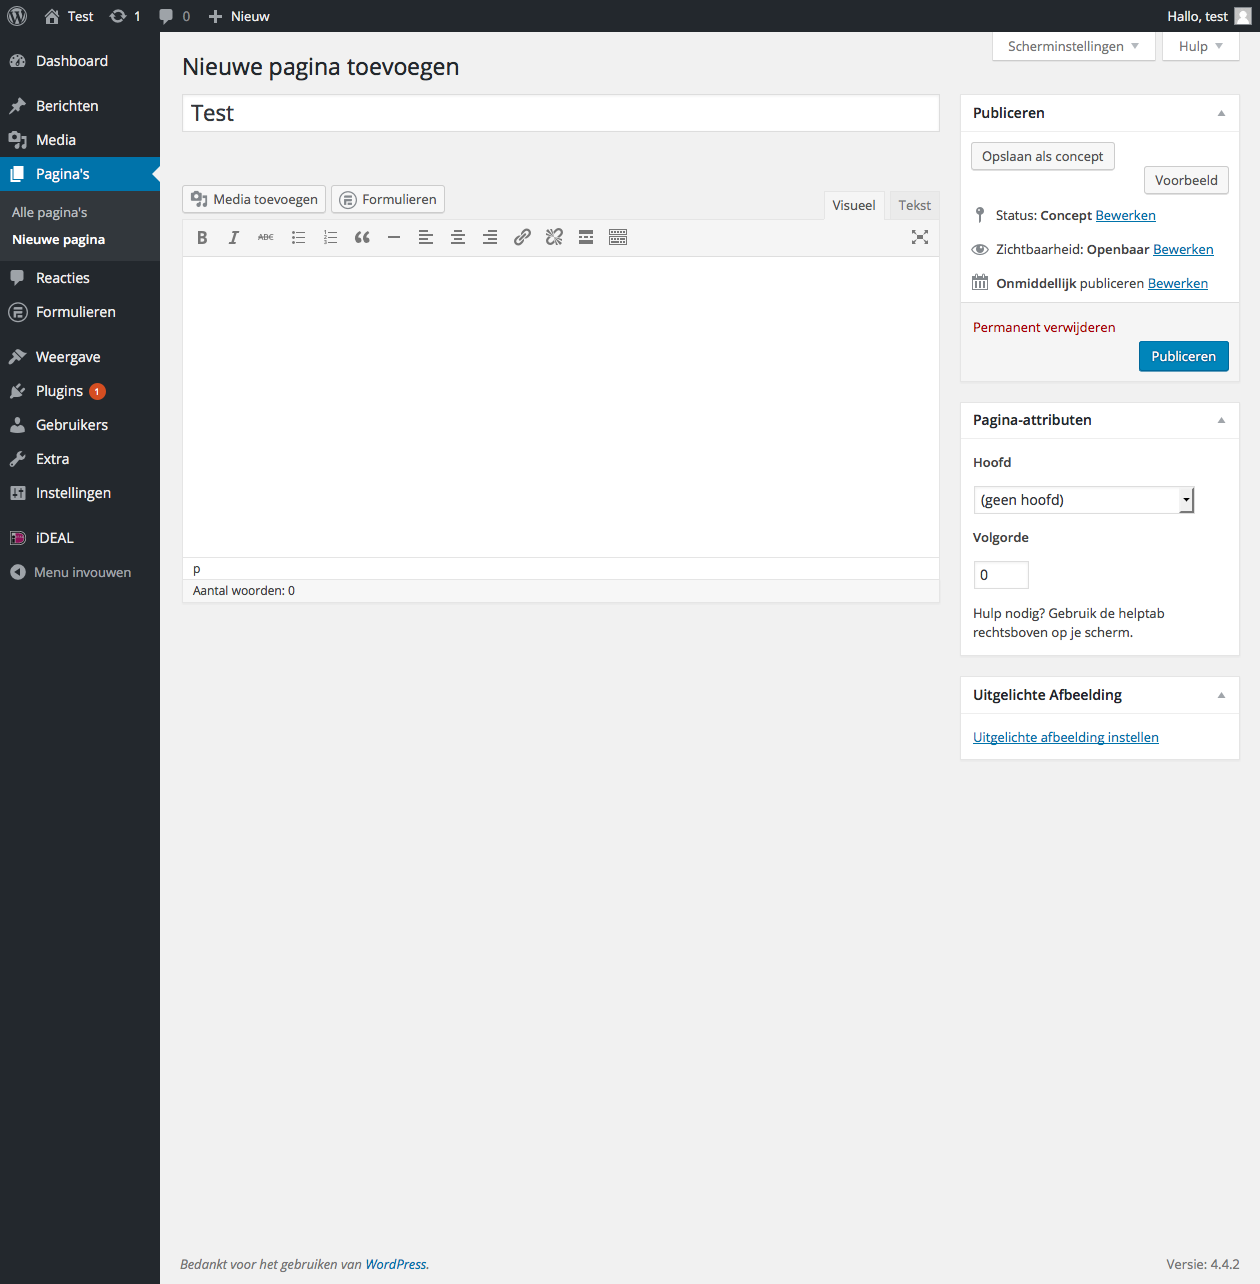 Test 1 0 Nieuw Hallo, test
Scherminstellingen Hulp
Dashboard
Berichten
Media
Pagina's
Alle pagina's
Nieuwe pagina
Reacties
Formulieren
Weergave
Plugins 1
Gebruikers
Extra
Instellingen
iDEAL
Menu invouwen
Nieuwe pagina toevoegen
Test
Media toevoegen Formulieren
Visueel Tekst
B I ABC
p
Aantal woorden: 0
Publiceren
Opslaan als concept
Voorbeeld
Status: Concept Bewerken
Zichtbaarheid: Openbaar Bewerken
Onmiddellijk publiceren Bewerken
Permanent verwijderen
Publiceren
Pagina-attributen
Hoofd
(geen hoofd)
Volgorde
0
Hulp nodig? Gebruik de helptab
rechtsboven op je scherm.
Uitgelichte Afbeelding
Uitgelichte afbeelding instellen
Bedankt voor het gebruiken van WordPress.
Versie: 4.4.2